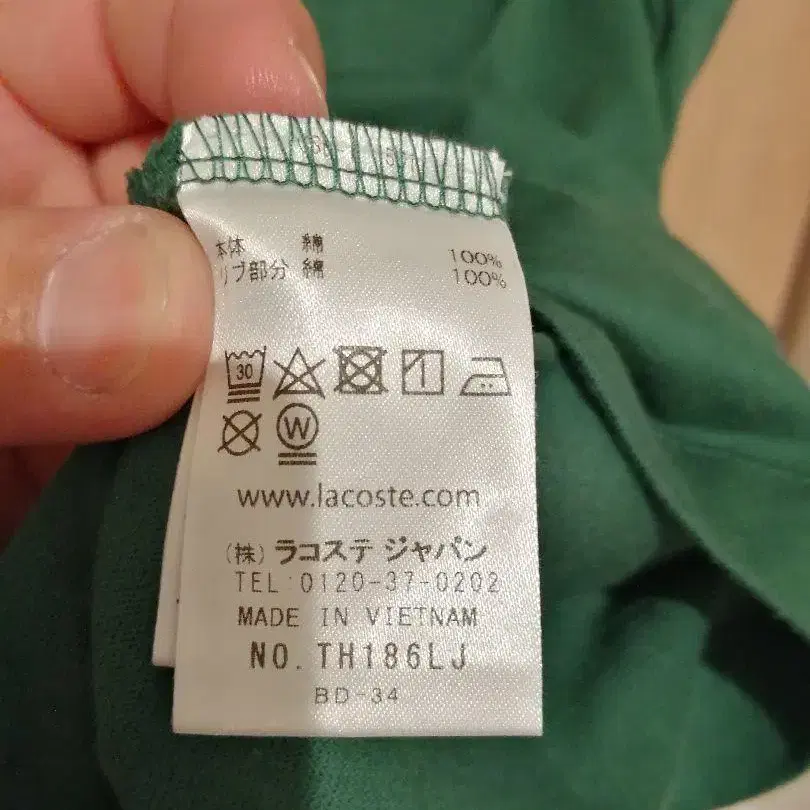 本体 綿 100%
リブ部分 綿 100%
30
W
www.lacoste.com
(株) ラコステ ジャパン
TEL 0120-37-0202
MADE IN VIETNAM
NO. TH186LJ
BD-34